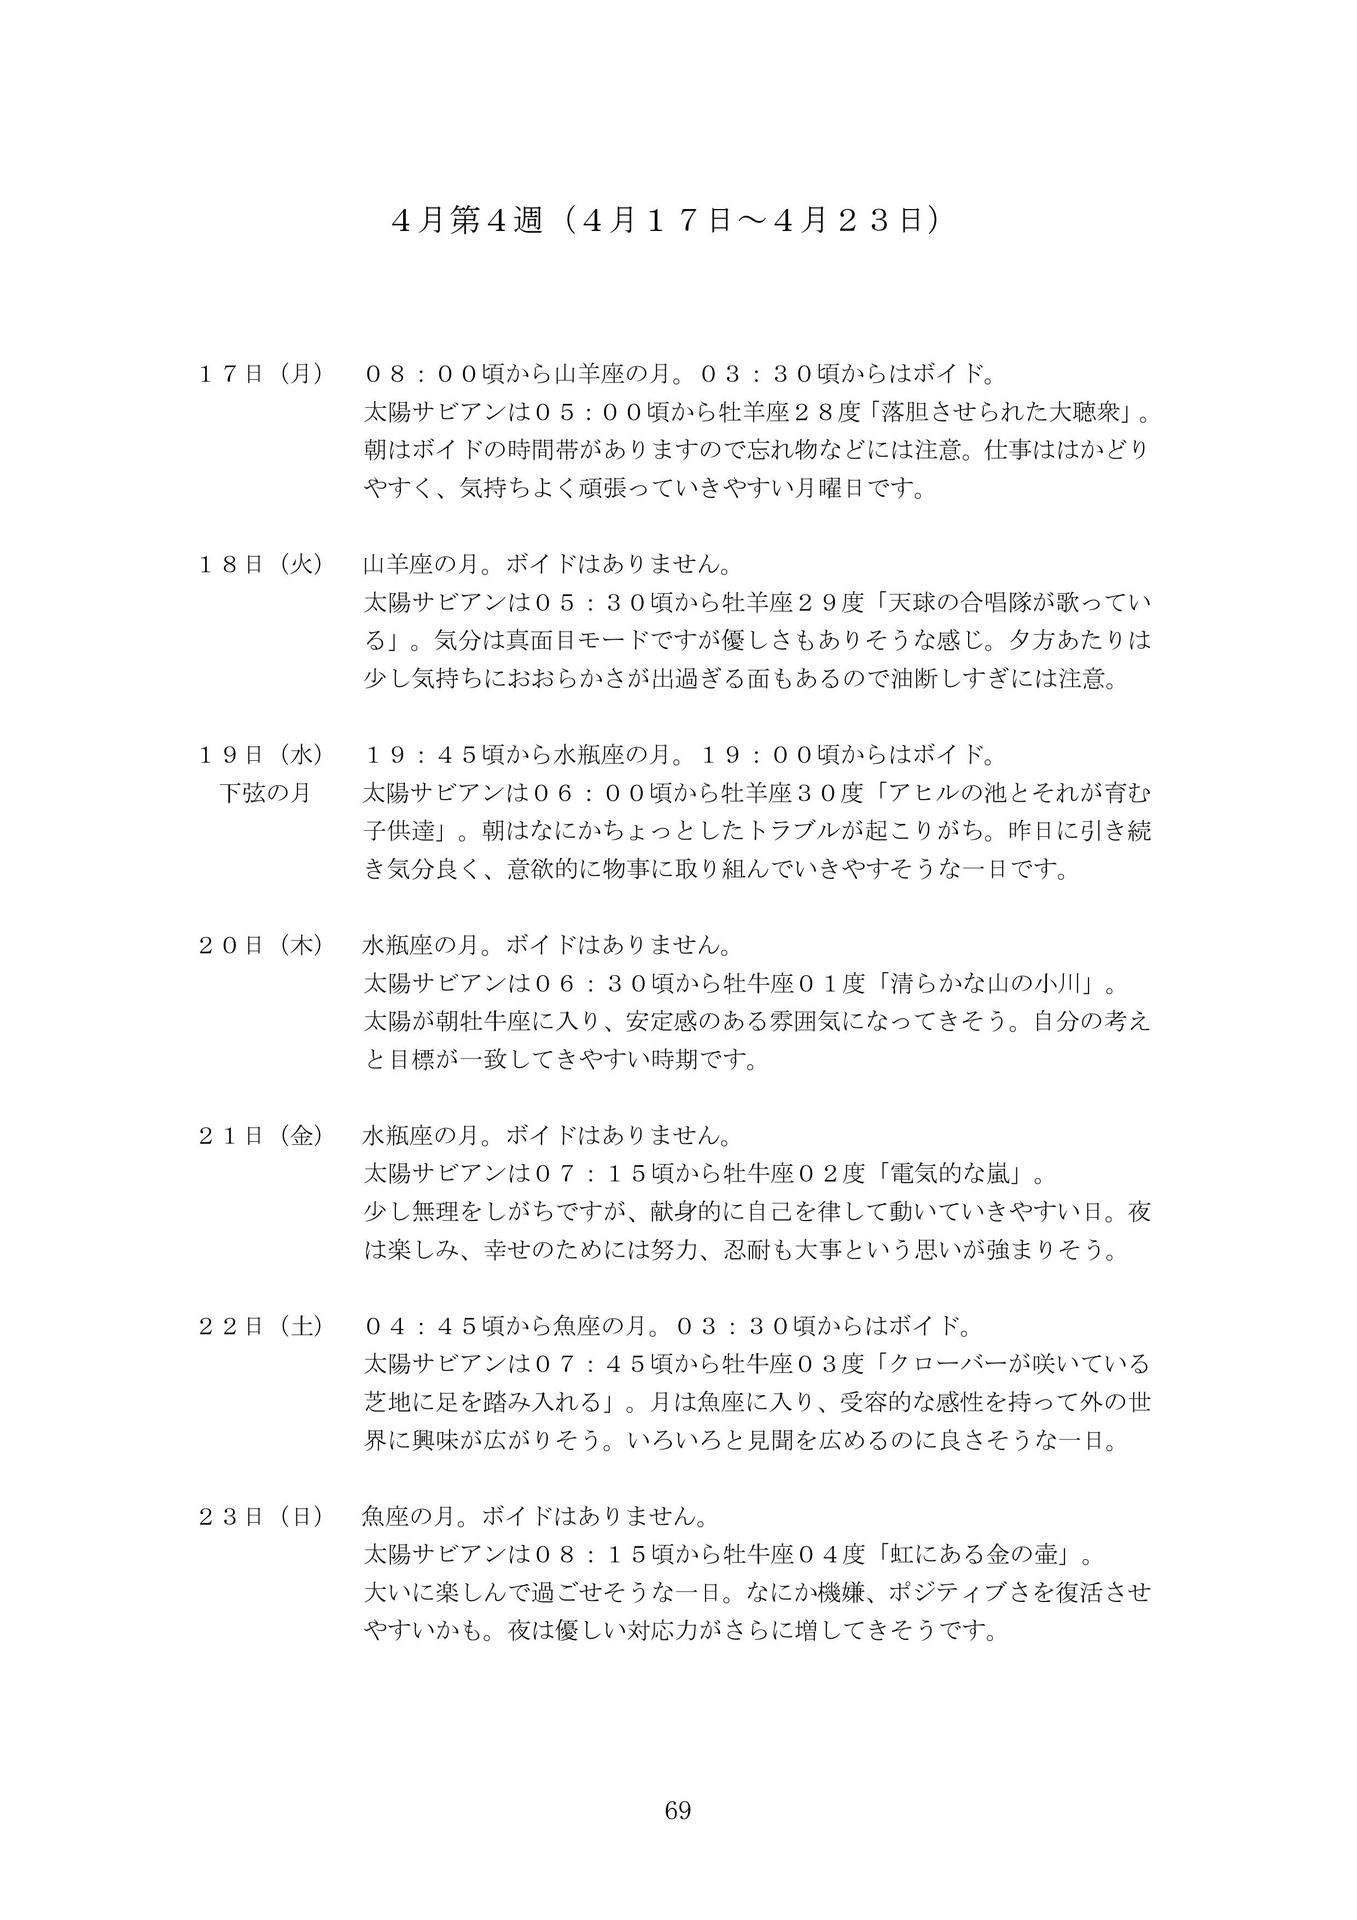 ４月第４週（４月１７日～４月２３日）
１７日（月）　０８：００頃から山羊座の月。０３：３０頃からはボイド。
太陽サビアンは０５：００頃から牡羊座２８度「落胆させられた大聴衆」。
朝はボイドの時間帯がありますので忘れ物などには注意。仕事ははかどり
やすく、気持ちよく頑張っていきやすい月曜日です。
１８日（火）　山羊座の月。ボイドはありません。
太陽サビアンは０５：３０頃から牡羊座２９度「天球の合唱隊が歌ってい
る」。気分は真面目モードですが優しさもありそうな感じ。夕方あたりは
少し気持ちにおおらかさが出過ぎる面もあるので油断しすぎには注意。
１９日（水）　１９：４５頃から水瓶座の月。１９：００頃からはボイド。
下弦の月　太陽サビアンは０６：００頃から牡羊座３０度「アヒルの池とそれが育む
子供達」。朝はなにかちょっとしたトラブルが起こりがち。昨日に引き続
き気分良く、意欲的に物事に取り組んでいきやすそうな一日です。
２０日（木）　水瓶座の月。ボイドはありません。
太陽サビアンは０６：３０頃から牡牛座０１度「清らかな山の小川」。
太陽が朝牡牛座に入り、安定感のある雰囲気になってきそう。自分の考え
と目標が一致してきやすい時期です。
２１日（金）　水瓶座の月。ボイドはありません。
太陽サビアンは０７：１５頃から牡牛座０２度「電気的な嵐」。
少し無理をしがちですが、献身的に自己を律して動いていきやすい日。夜
は楽しみ、幸せのためには努力、忍耐も大事という思いが強まりそう。
２２日（土）　０４：４５頃から魚座の月。０３：３０頃からはボイド。
太陽サビアンは０７：４５頃から牡牛座０３度「クローバーが咲いている
芝地に足を踏み入れる」。月は魚座に入り、受容的な感性を持って外の世
界に興味が広がりそう。いろいろと見聞を広めるのに良さそうな一日。
２３日（日）　魚座の月。ボイドはありません。
太陽サビアンは０８：１５頃から牡牛座０４度「虹にある金の壷」。
大いに楽しんで過ごせそうな一日。なにか機嫌、ポジティブさを復活させ
やすいかも。夜は優しい対応力がさらに増してきそうです。
69